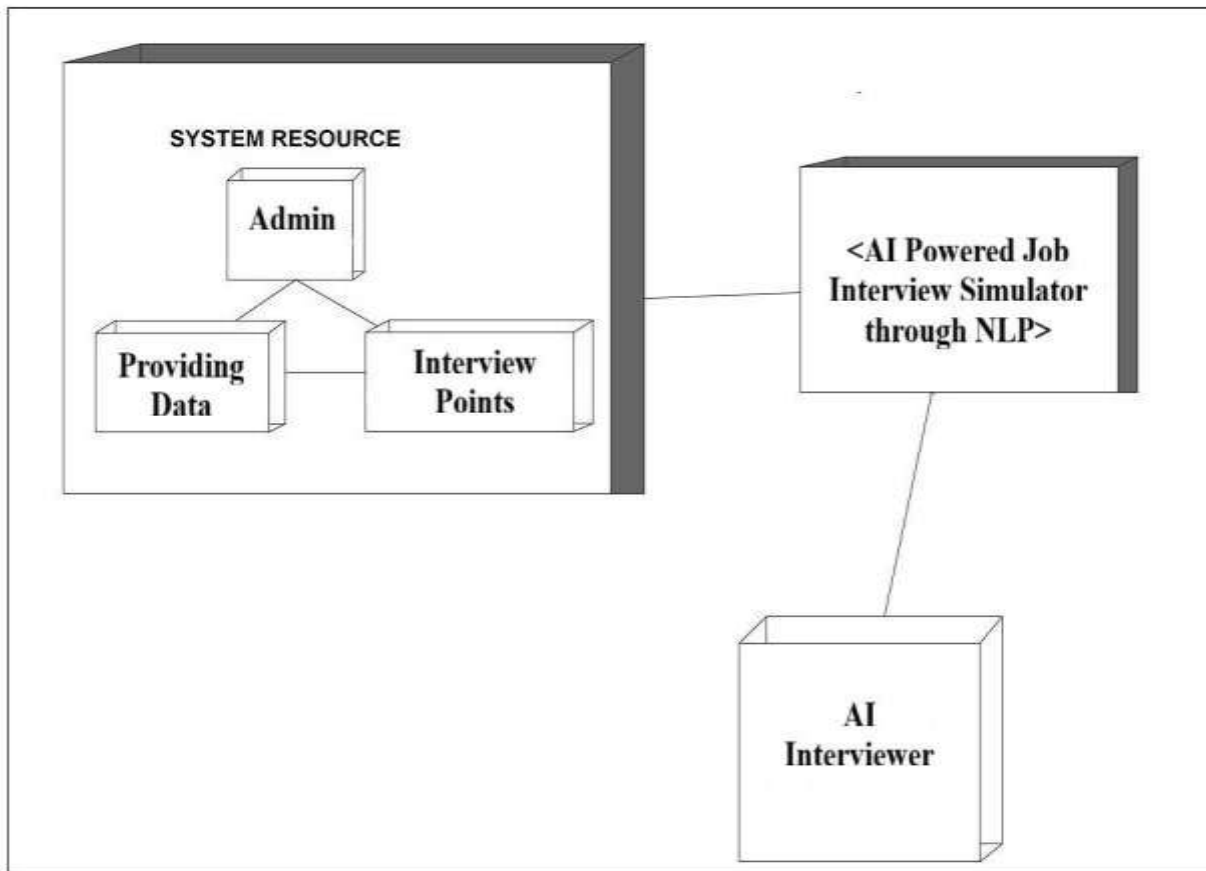 SYSTEM RESOURCE
Admin
Providing
Data
Interview
Points
<AI Powered Job
Interview Simulator
through NLP>
AI
Interviewer